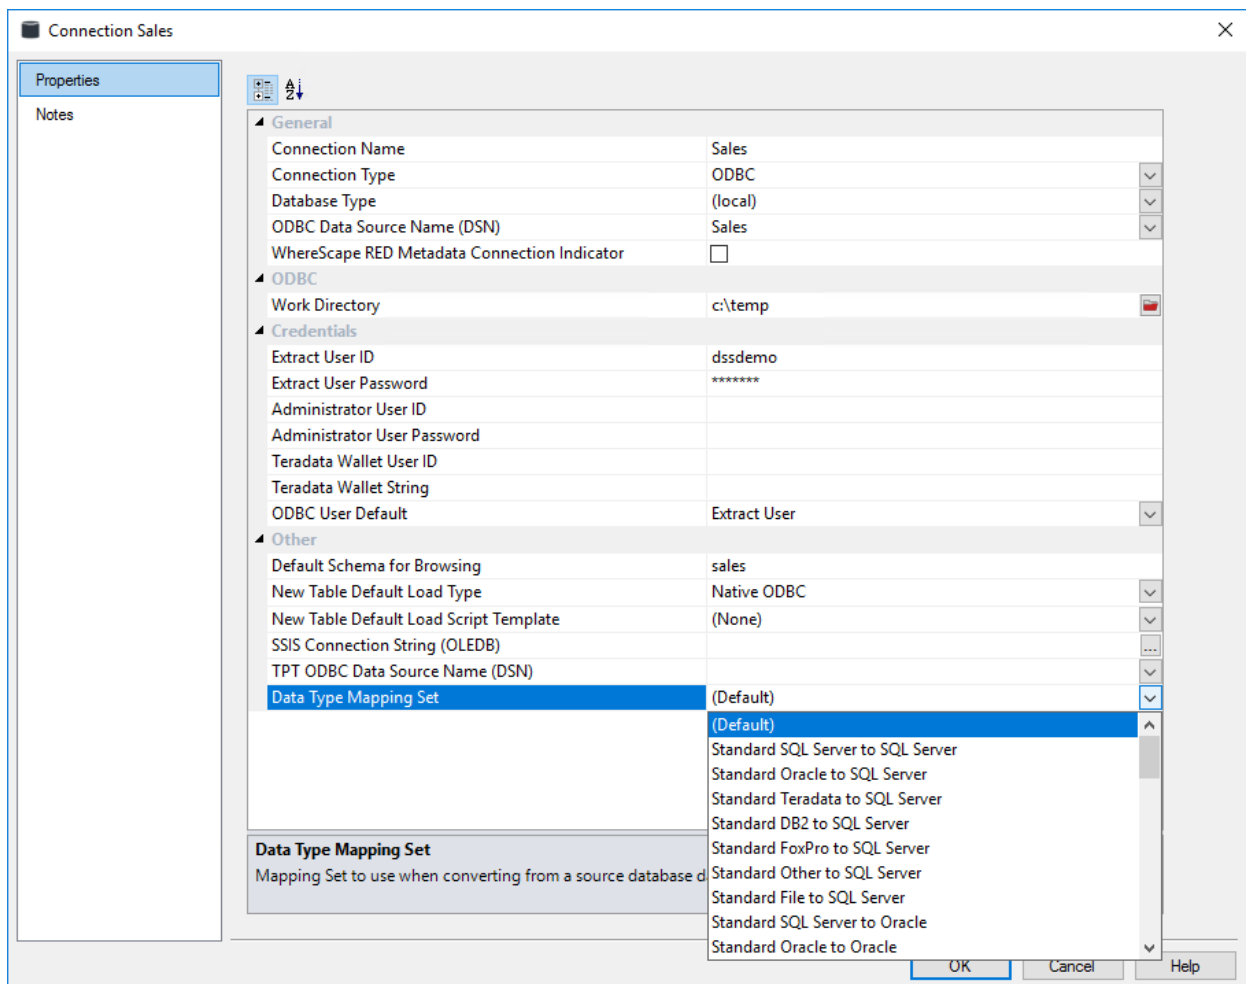 Connection Sales
Properties
Notes
General
Connection Name Sales
Connection Type ODBC
Database Type (local)
ODBC Data Source Name (DSN) Sales
WhereScape RED Metadata Connection Indicator
ODBC
Work Directory c:\temp
Credentials
Extract User ID dssdemo
Extract User Password *******
Administrator User ID
Administrator User Password
Teradata Wallet User ID
Teradata Wallet String
ODBC User Default Extract User
Other
Default Schema for Browsing sales
New Table Default Load Type Native ODBC
New Table Default Load Script Template (None)
SSIS Connection String (OLEDB) ...
TPT ODBC Data Source Name (DSN)
Data Type Mapping Set (Default)
(Default)
Standard SQL Server to SQL Server
Standard Oracle to SQL Server
Standard Teradata to SQL Server
Standard DB2 to SQL Server
Standard FoxPro to SQL Server
Standard Other to SQL Server
Standard File to SQL Server
Standard SQL Server to Oracle
Standard Oracle to Oracle
Data Type Mapping Set
Mapping Set to use when converting from a source database d
OK Cancel Help